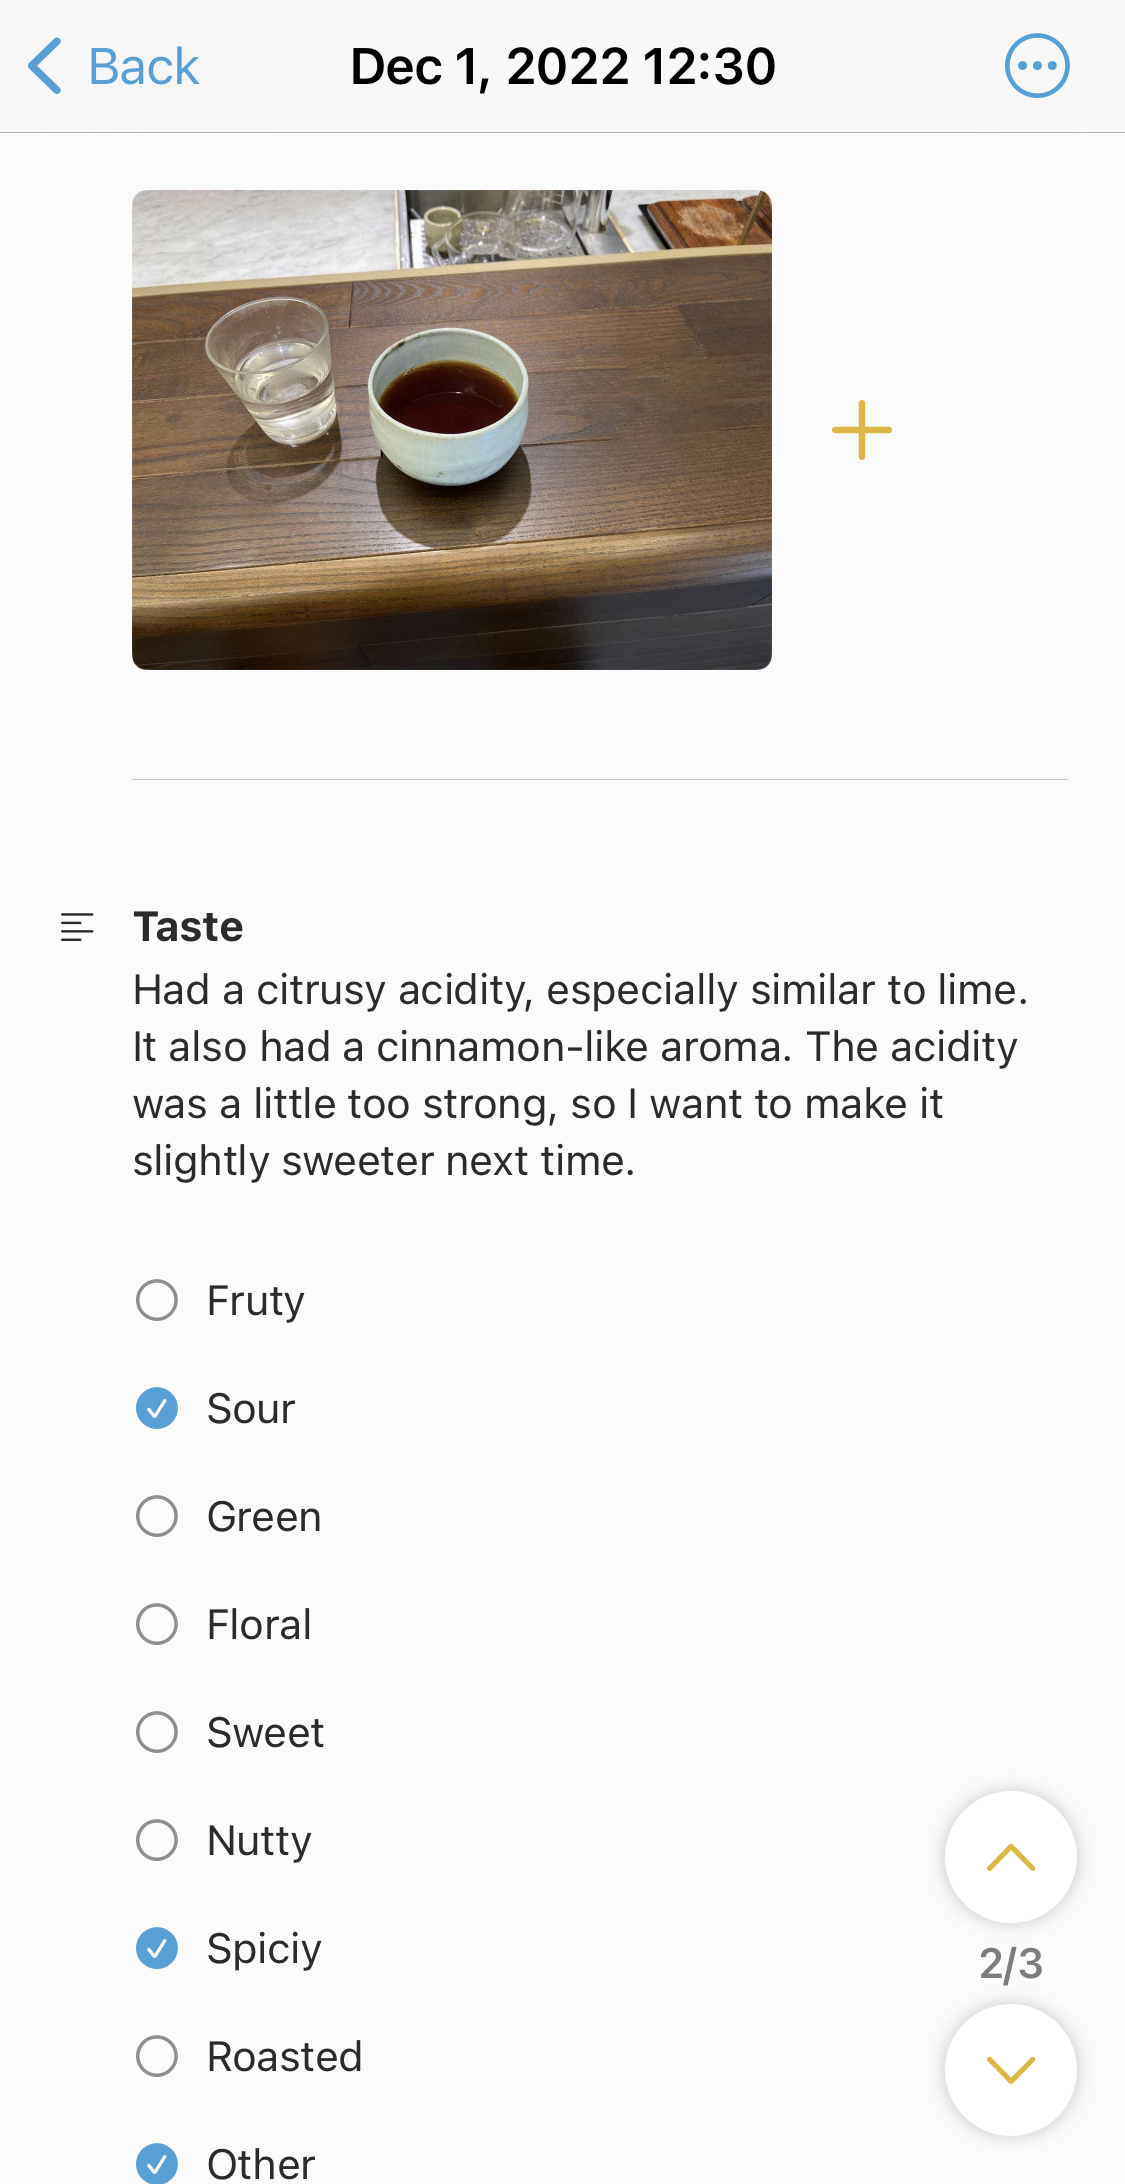 Back
Dec 1, 2022 12:30
Taste
Had a citrusy acidity, especially similar to lime.
It also had a cinnamon-like aroma. The acidity
was a little too strong, so I want to make it
slightly sweeter next time.
Fruty
Sour
Green
Floral
Sweet
Nutty
Spiciy
Roasted
Other
2/3